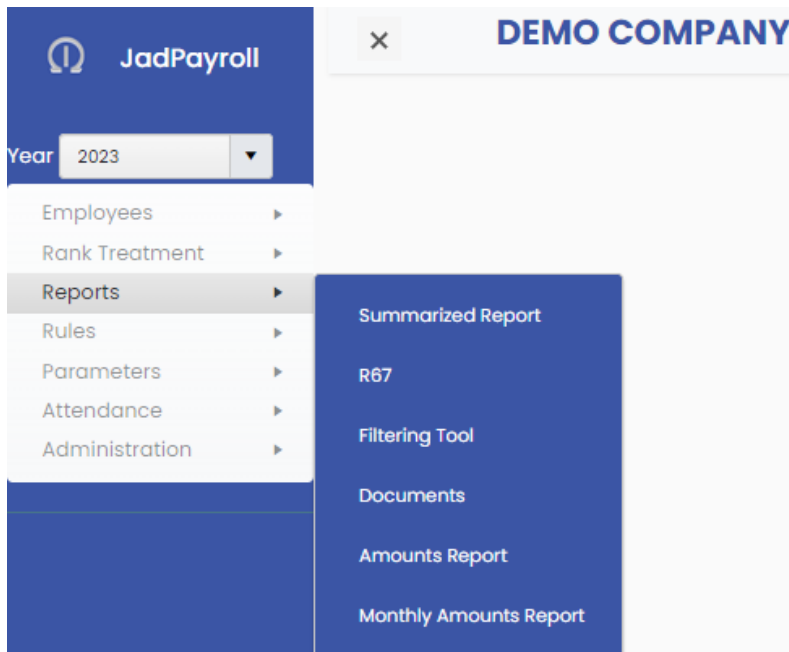 JadPayroll
DEMO COMPANY
Year 2023
Employees
Rank Treatment
Reports
Rules
Parameters
Attendance
Administration
Summarized Report
R67
Filtering Tool
Documents
Amounts Report
Monthly Amounts Report